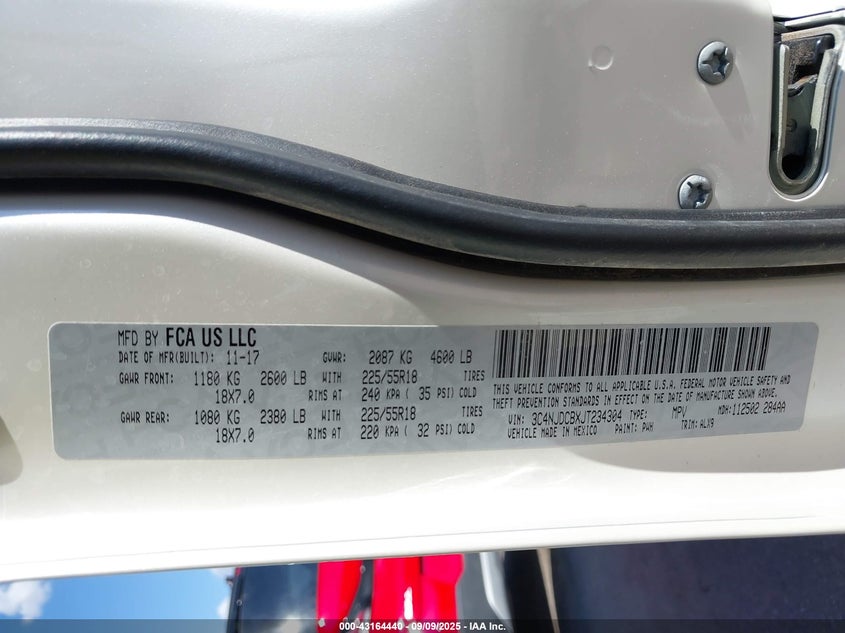 MFD BY FCA US LLC
DATE OF MFR(BUILT): 11-17 GVWR: 2087 KG 4600 LB
GAWR FRONT: 1180 KG 2600 LB WITH 225/55R18 TIRES
18X7.0 RIMS AT 240 KPA ( 35 PSI) COLD
GAWR REAR: 1080 KG 2380 LB WITH 225/55R18 TIRES
18X7.0 RIMS AT 220 KPA ( 32 PSI) COLD
THIS VEHICLE CONFORMS TO ALL APPLICABLE U.S.A. FEDERAL MOTOR VEHICLE SAFETY, BUMPER, AND
THEFT PREVENTION STANDARDS IN EFFECT ON THE DATE OF MANUFACTURE SHOWN ABOVE.
VIN: 3C4NJDCBXJT234304 TYPE: MPV MDH: 112502 284AA
VEHICLE MADE IN MEXICO PAINT: PWH TRIM: ALX9
000-43164440 - 09/09/2025 - IAA Inc.